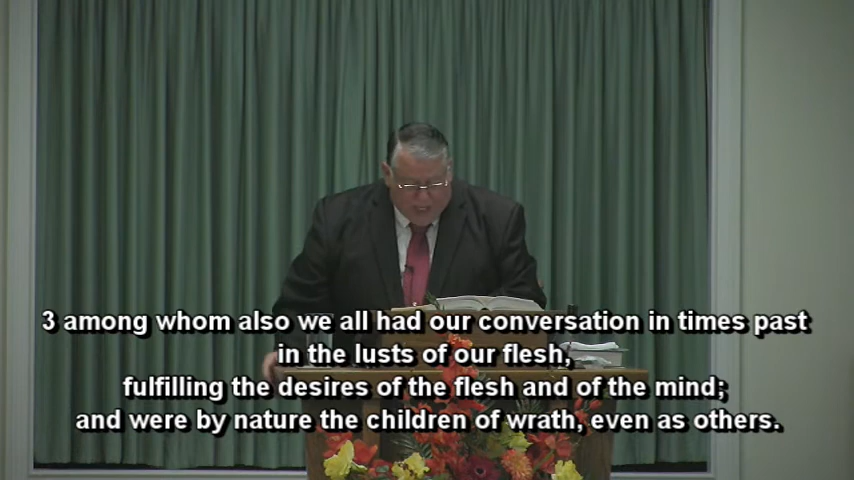 3 among whom also we all had our conversation in times past
in the lusts of our flesh,
fulfilling the desires of the flesh and of the mind;
and were by nature the children of wrath, even as others.